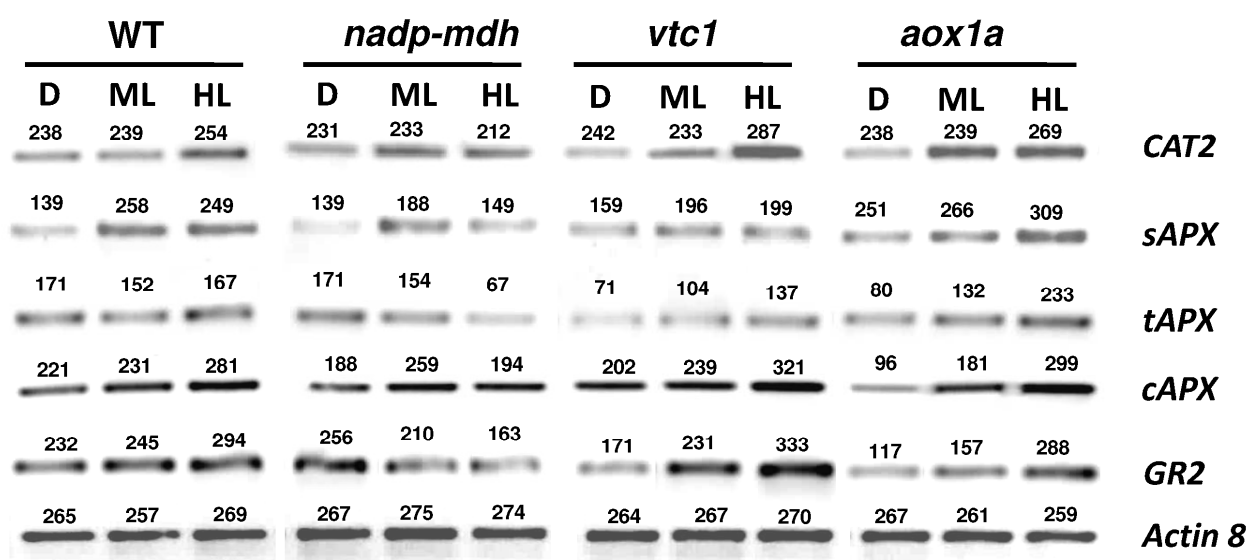 WT nadp-mdh vtc1 aox1a
D ML HL D ML HL D ML HL D ML HL
238 239 254 231 233 212 242 233 287 238 239 269 CAT2
139 258 249 139 188 149 159 196 199 251 266 309 sAPX
171 152 167 171 154 67 71 104 137 80 132 233 tAPX
221 231 281 188 259 194 202 239 321 96 181 299 cAPX
232 245 294 256 210 163 171 231 333 117 157 288 GR2
265 257 269 267 275 274 264 267 270 267 261 259 Actin 8